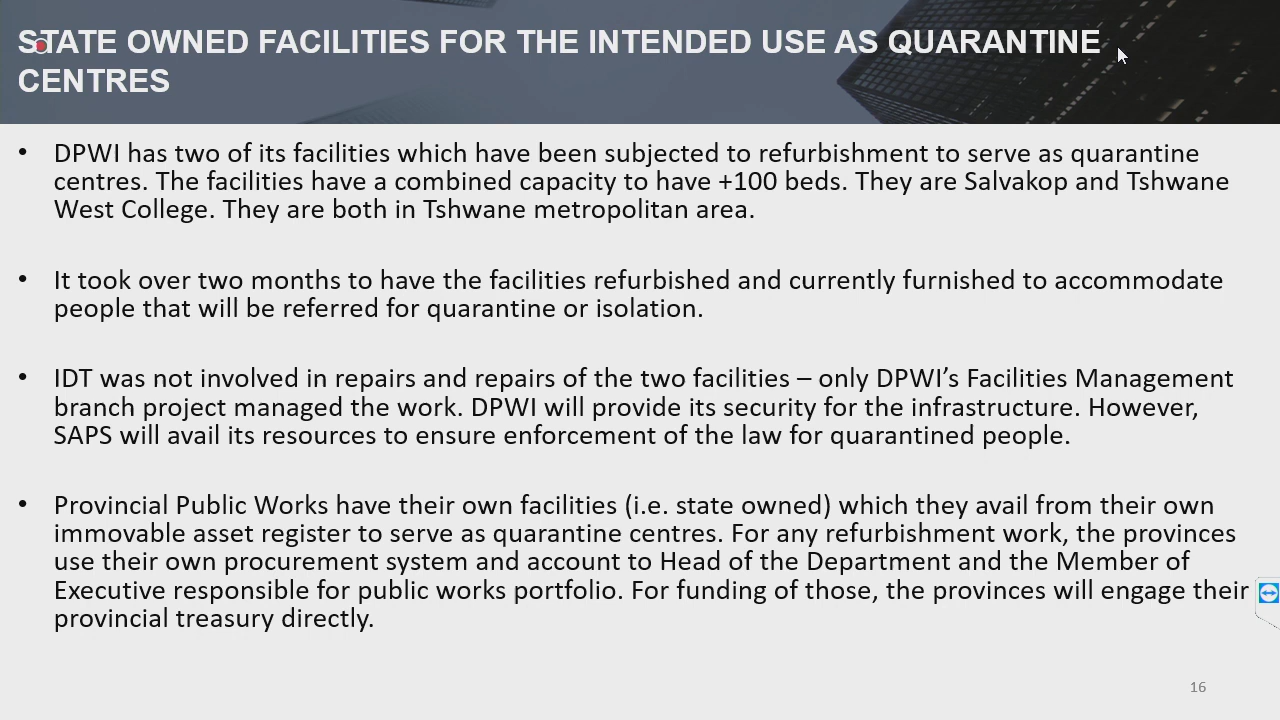 STATE OWNED FACILITIES FOR THE INTENDED USE AS QUARANTINE
CENTRES
• DPWI has two of its facilities which have been subjected to refurbishment to serve as quarantine
centres. The facilities have a combined capacity to have +100 beds. They are Salvakop and Tshwane
West College. They are both in Tshwane metropolitan area.
• It took over two months to have the facilities refurbished and currently furnished to accommodate
people that will be referred for quarantine or isolation.
• IDT was not involved in repairs and repairs of the two facilities – only DPWI’s Facilities Management
branch project managed the work. DPWI will provide its security for the infrastructure. However,
SAPS will avail its resources to ensure enforcement of the law for quarantined people.
• Provincial Public Works have their own facilities (i.e. state owned) which they avail from their own
immovable asset register to serve as quarantine centres. For any refurbishment work, the provinces
use their own procurement system and account to Head of the Department and the Member of
Executive responsible for public works portfolio. For funding of those, the provinces will engage their
provincial treasury directly.
16